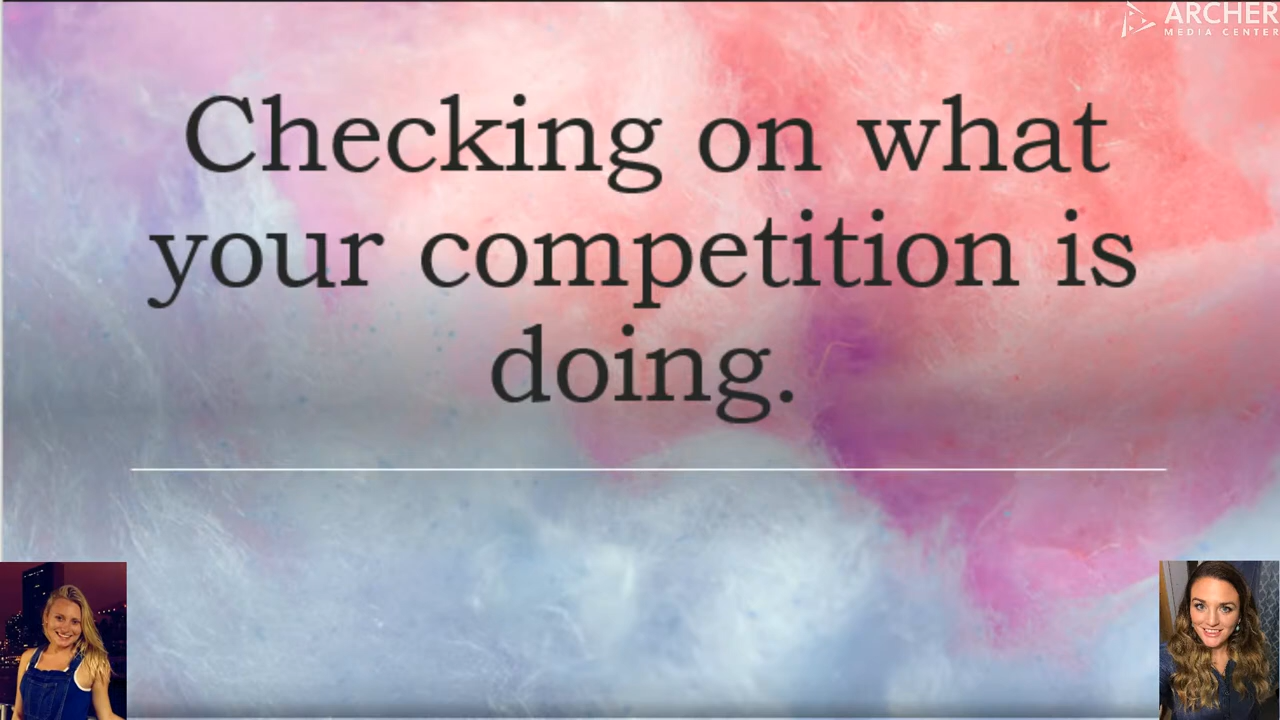 ARCHER
MEDIA CENTER
Checking on what
your competition is
doing.